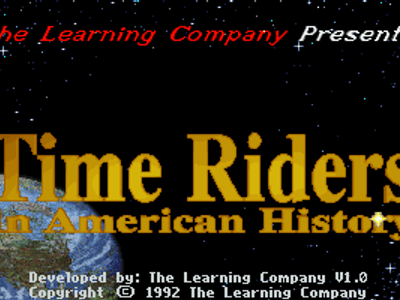 The Learning Company Present
Time Riders
in American History
Developed by: The Learning Company V1.0
Copyright © 1992 The Learning Company